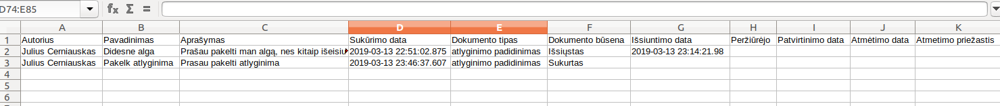 D74:E85
fx Σ =
A B C D E F G H I J K
1 Autorius Pavadinimas Aprašymas Sukūrimo data Dokumento tipas Dokumento būsena Išsiuntimo data Peržiūrėjo Patvirtinimo data Atmėtimo data Atmetimo priežastis
2 Julius Cerniauskas Didesne alga Prašau pakelti man algą, nes kitaip išeisiu 2019-03-13 22:51:02.875 atlyginimo padidinimas Išsiųstas 2019-03-13 23:14:21.98
3 Julius Cerniauskas Pakelk atlyginima Prasau pakelti atlyginima 2019-03-13 23:46:37.607 atlyginimo padidinimas Sukurtas
4
5
6